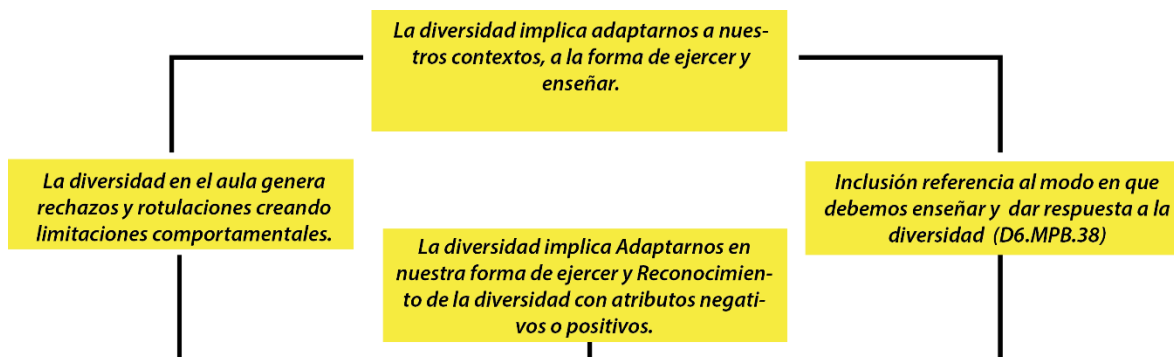 La diversidad implica adaptarnos a nues-
tros contextos, a la forma de ejercer y
enseñar.
La diversidad en el aula genera
rechazos y rotulaciones creando
limitaciones comportamentales.
La diversidad implica Adaptarnos en
nuestra forma de ejercer y Reconocimien-
to de la diversidad con atributos negati-
vos o positivos.
Inclusión referencia al modo en que
debemos enseñar y  dar respuesta a la
diversidad  (D6.MPB.38)